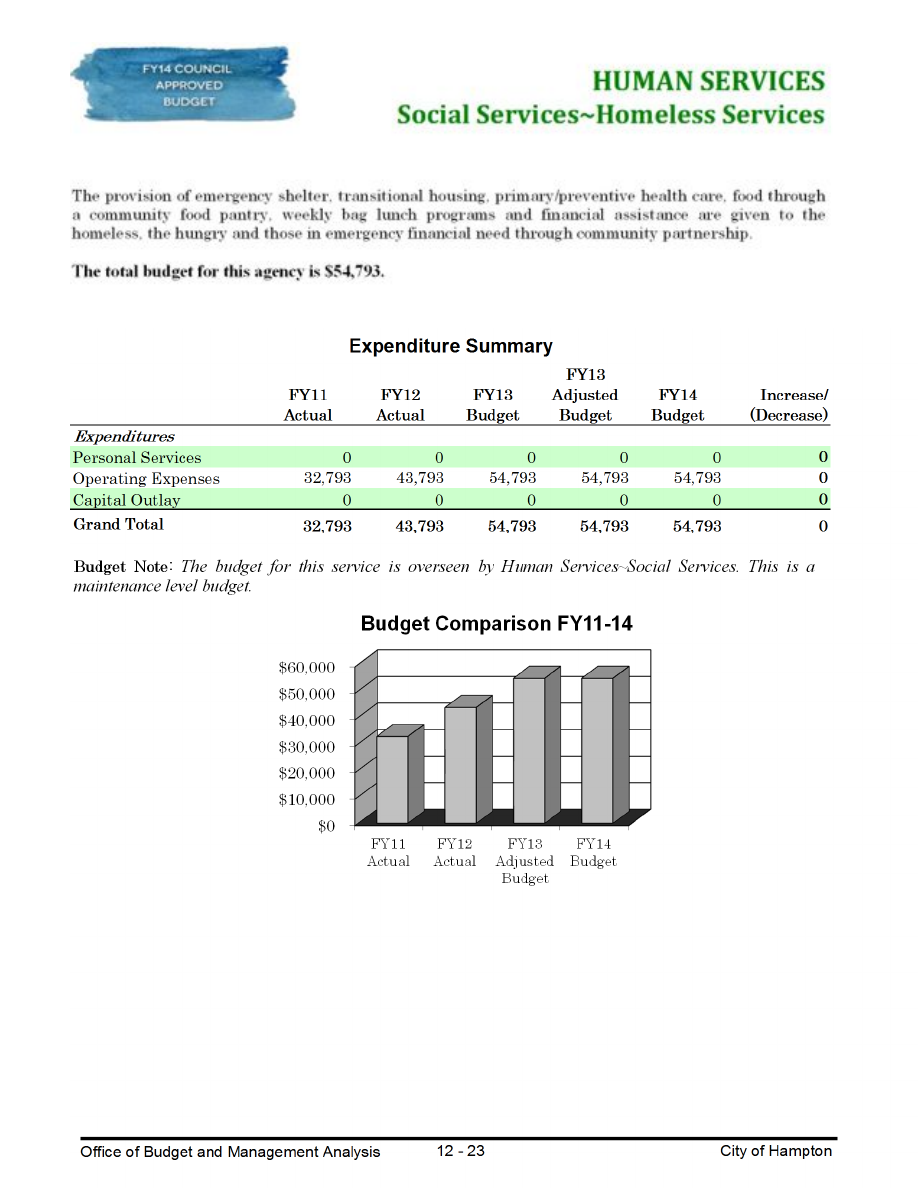 FY14 COUNCIL
APPROVED
BUDGET
HUMAN SERVICES
Social Services~Homeless Services
The provision of emergency shelter, transitional housing, primary/preventive health care, food through
a community food pantry, weekly bag lunch programs and financial assistance are given to the
homeless, the hungry and those in emergency financial need through community partnership.
The total budget for this agency is $54,793.
Expenditure Summary
FY13
FY11 FY12 FY13 Adjusted FY14 Increase/
Actual Actual Budget Budget Budget (Decrease)
Expenditures
Personal Services 0 0 0 0 0 0
Operating Expenses 32,793 43,793 54,793 54,793 54,793 0
Capital Outlay 0 0 0 0 0 0
Grand Total 32,793 43,793 54,793 54,793 54,793 0
Budget Note: The budget for this service is overseen by Human Services~Social Services. This is a
maintenance level budget.
Budget Comparison FY11-14
$60,000
$50,000
$40,000
$30,000
$20,000
$10,000
$0
FY11 FY12 FY13 FY14
Actual Actual Adjusted Budget
Budget
Office of Budget and Management Analysis 12 - 23 City of Hampton